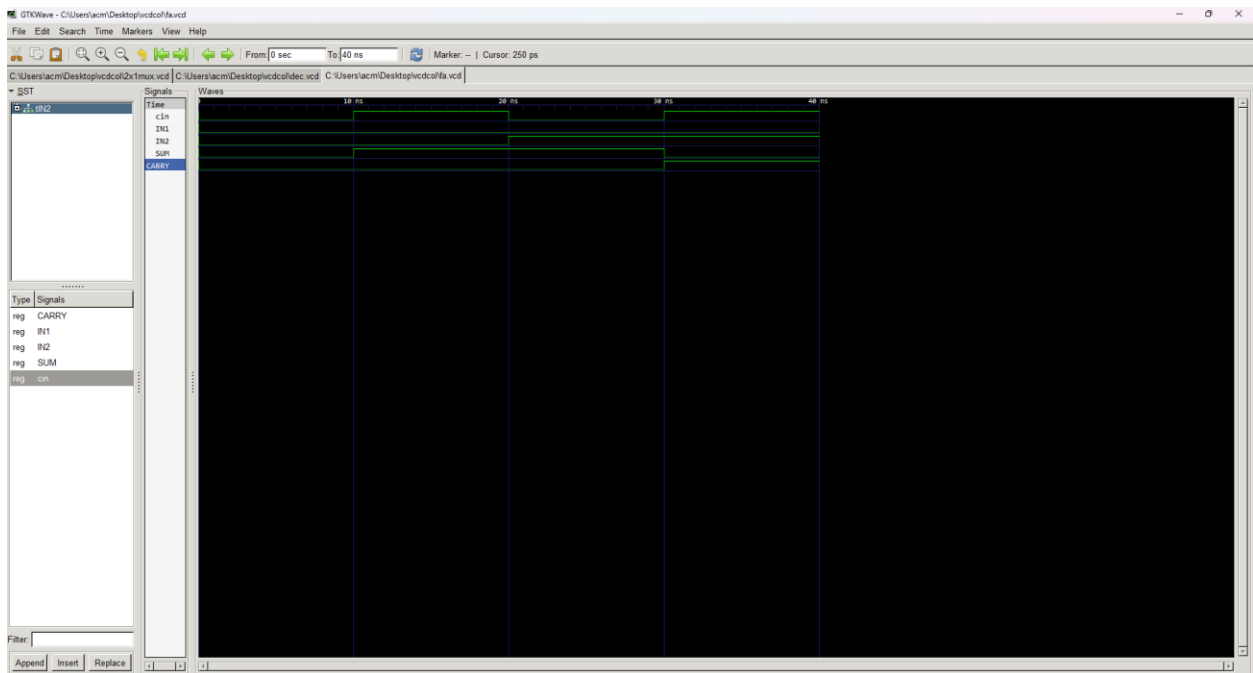 GTKWave - C:\Users\acm\Desktop\vcdcol\fa.vcd
File Edit Search Time Markers View Help
From: 0 sec To: 40 ns Marker: -- | Cursor: 250 ps
C:\Users\acm\Desktop\vcdcol\2x1mux.vcd C:\Users\acm\Desktop\vcdcol\dec.vcd C:\Users\acm\Desktop\vcdcol\fa.vcd
SST
tIN2
Type Signals
reg CARRY
reg IN1
reg IN2
reg SUM
reg cin
Filter:
Append Insert Replace
Signals
Time
cin
IN1
IN2
SUM
CARRY
Waves
10 ns 20 ns 30 ns 40 ns